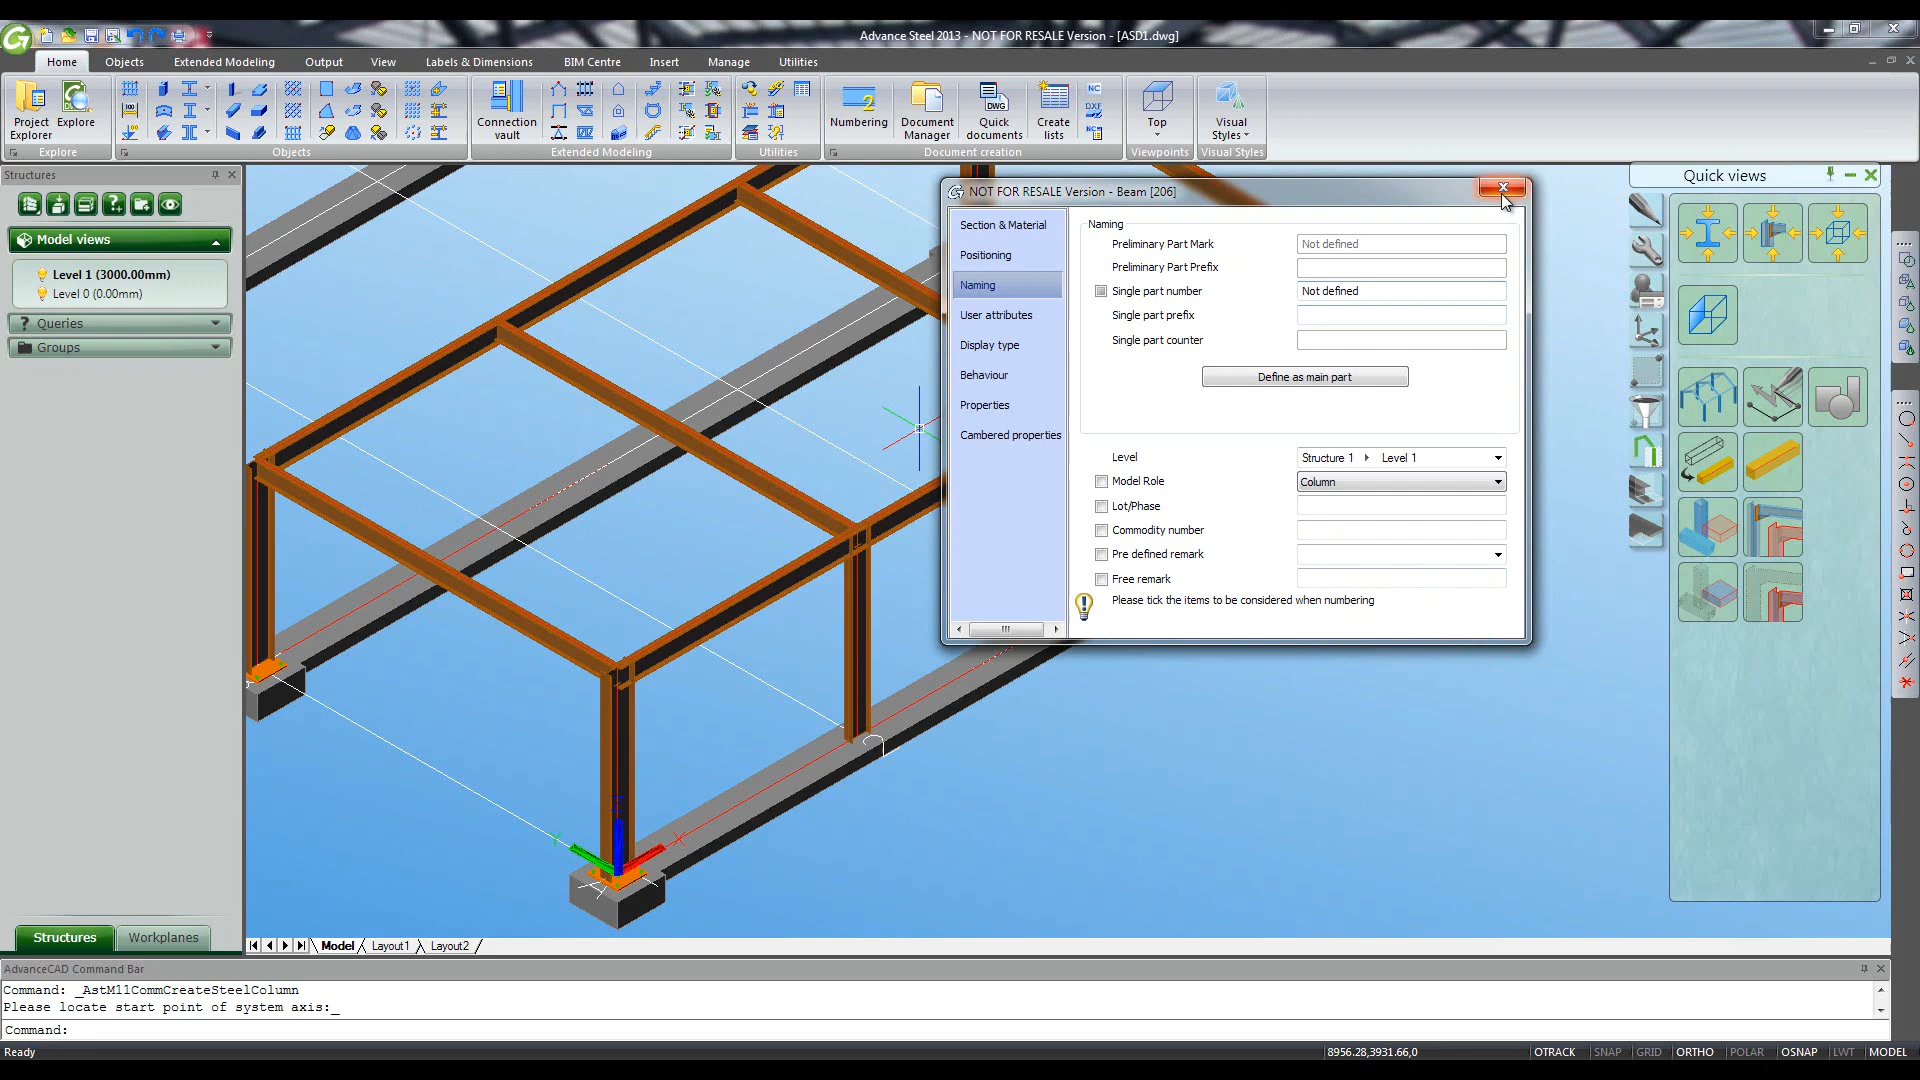 Advance Steel 2013 - NOT FOR RESALE Version - [ASD1.dwg]
Home Objects Extended Modeling Output View Labels & Dimensions BIM Centre Insert Manage Utilities
Project Explorer
Explore
Connection vault
Numbering
Document Manager
Quick documents
Create lists
Top
Visual Styles
Explore Objects Extended Modeling Utilities Document creation Viewpoints Visual Styles
Structures
Model views
Level 1 (3000.00mm)
Level 0 (0.00mm)
Queries
Groups
Structures Workplanes
NOT FOR RESALE Version - Beam [206]
Section & Material
Positioning
Naming
User attributes
Display type
Behaviour
Properties
Cambered properties
Naming
Preliminary Part Mark Not defined
Preliminary Part Prefix
Single part number Not defined
Single part prefix
Single part counter
Define as main part
Level Structure 1 Level 1
Model Role Column
Lot/Phase
Commodity number
Pre defined remark
Free remark
Please tick the items to be considered when numbering
Quick views
X
Y
Z
Model Layout1 Layout2
AdvanceCAD Command Bar
Command: _AstM11CommCreateSteelColumn
Please locate start point of system axis:_
Command:
Ready 8956.28,3931.66,0 OTRACK SNAP GRID ORTHO POLAR OSNAP LWT MODEL